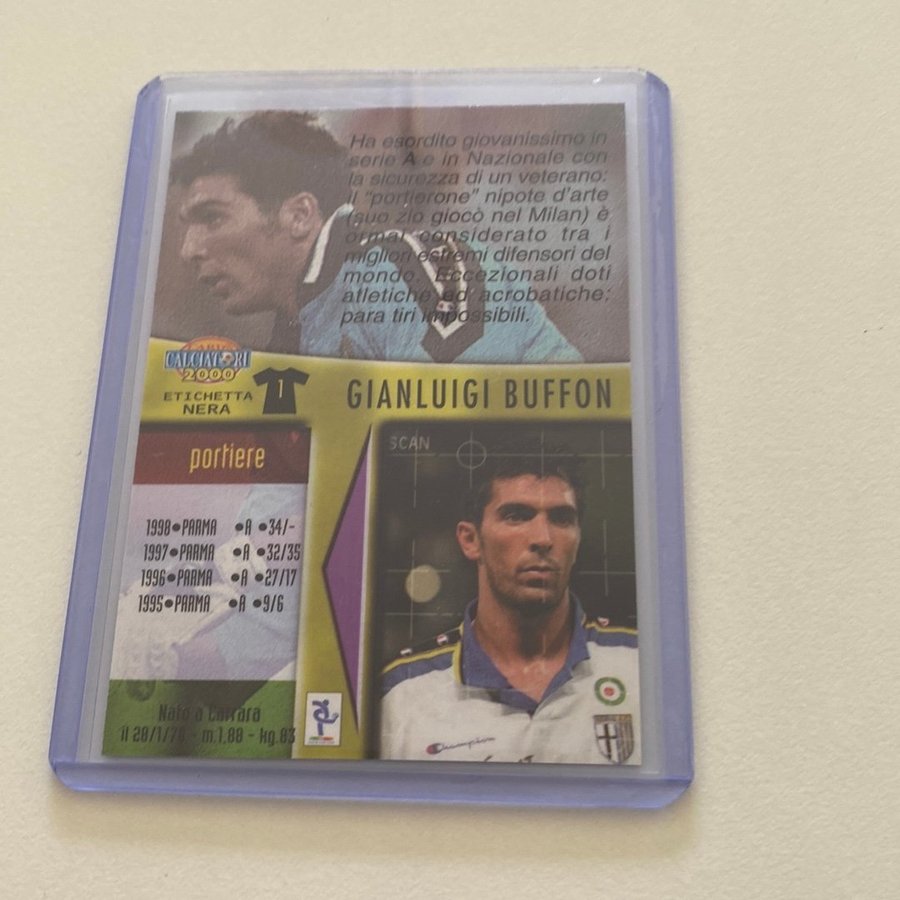 Ha esordito giovanissimo in
serie A e in Nazionale con
la sicurezza di un veterano:
il "portierone" nipote d'arte
(suo zio giocò nel Milan) è
ormai considerato tra i
migliori estremi difensori del
mondo. Eccezionali doti
atletiche ed acrobatiche:
para tiri impossibili.
CALCIATORI
2000
ETICHETTA
NERA
1
GIANLUIGI BUFFON
portiere
1998•PARMA •A •34/-
1997•PARMA •A •32/35
1996•PARMA •A •27/17
1995•PARMA •A •9/6
Nato a Carrara
il 28/1/78 - m.1,88 - kg.83
SCAN
Champion